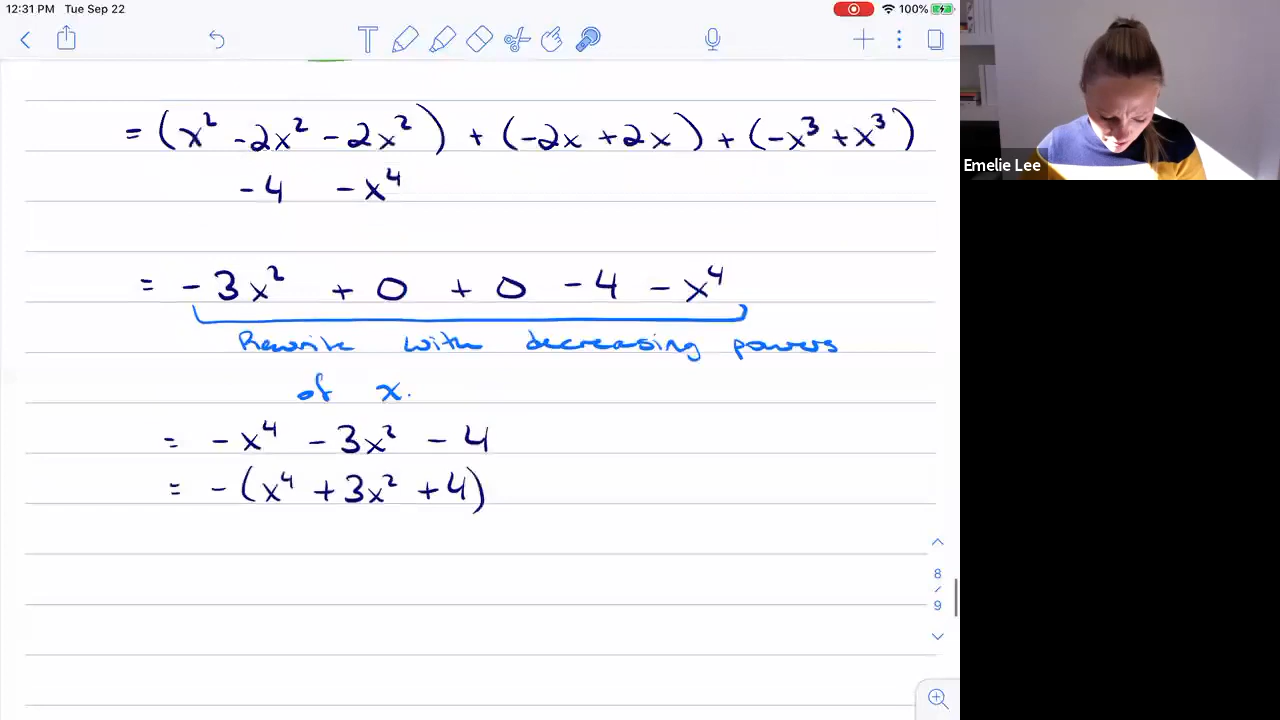 12:31 PM Tue Sep 22 100%
= (x² - 2x² - 2x²) + (-2x + 2x) + (-x³ + x³)
- 4 - x⁴
= - 3x² + 0 + 0 - 4 - x⁴
Rewrite with decreasing powers
of x.
= - x⁴ - 3x² - 4
= - (x⁴ + 3x² + 4)
8
/
9
Emelie Lee